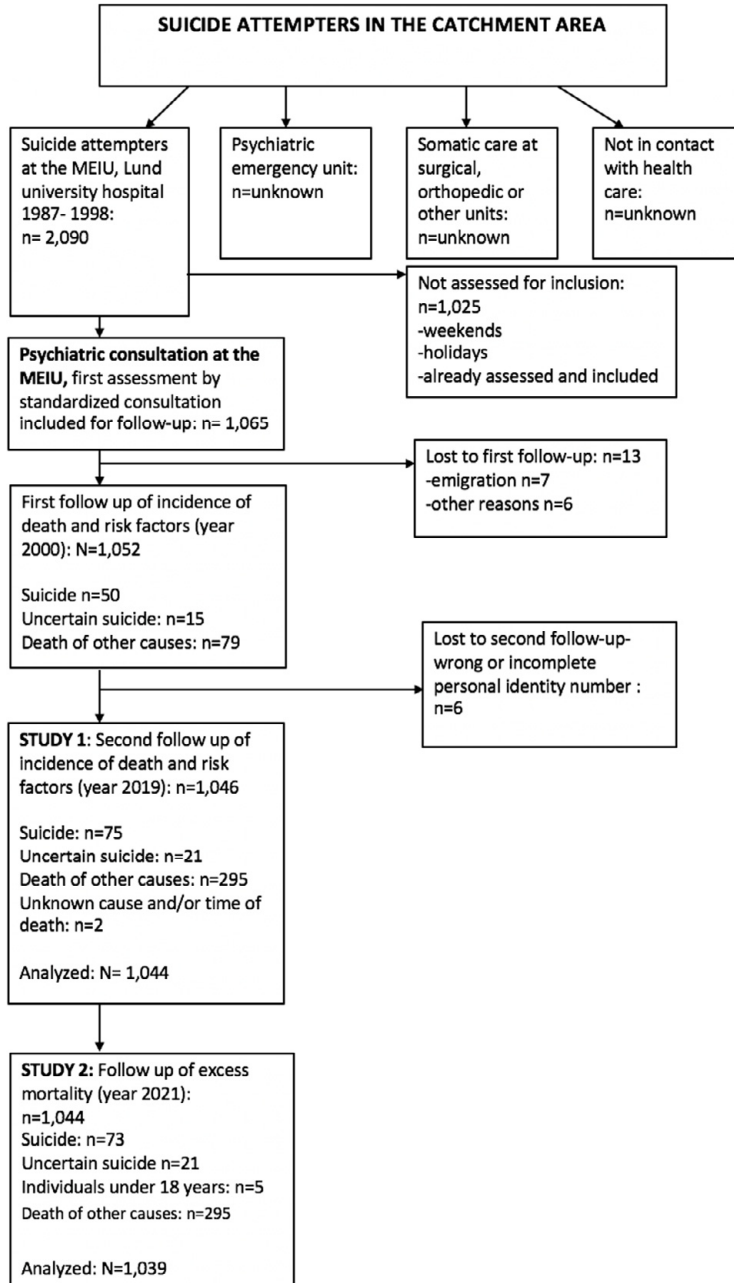 SUICIDE ATTEMPTERS IN THE CATCHMENT AREA
Suicide attempters
at the MEIU, Lund
university hospital
1987- 1998:
n= 2,090
Psychiatric
emergency unit:
n=unknown
Somatic care at
surgical,
orthopedic or
other units:
n=unknown
Not in contact
with health
care:
n=unknown
Not assessed for inclusion:
n=1,025
-weekends
-holidays
-already assessed and included
Psychiatric consultation at the
MEIU, first assessment by
standardized consultation
included for follow-up: n= 1,065
Lost to first follow-up: n=13
-emigration n=7
-other reasons n=6
First follow up of incidence of
death and risk factors (year
2000): N=1,052
Suicide n=50
Uncertain suicide: n=15
Death of other causes: n=79
Lost to second follow-up-
wrong or incomplete
personal identity number :
n=6
STUDY 1: Second follow up of
incidence of death and risk
factors (year 2019): n=1,046
Suicide: n=75
Uncertain suicide: n=21
Death of other causes: n=295
Unknown cause and/or time of
death: n=2
Analyzed: N= 1,044
STUDY 2: Follow up of excess
mortality (year 2021):
n=1,044
Suicide: n=73
Uncertain suicide n=21
Individuals under 18 years: n=5
Death of other causes: n=295
Analyzed: N=1,039